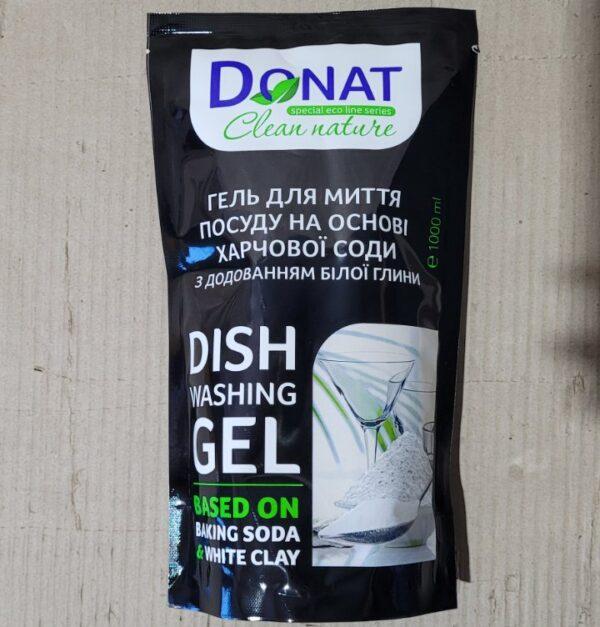 DONAT
special eco line series
Clean nature
ГЕЛЬ ДЛЯ МИТТЯ
ПОСУДУ НА ОСНОВІ
ХАРЧОВОЇ СОДИ
З ДОДОВАННЯМ БІЛОЇ ГЛИНИ
℮ 1000 ml
DISH
WASHING
GEL
BASED ON
BAKING SODA
& WHITE CLAY